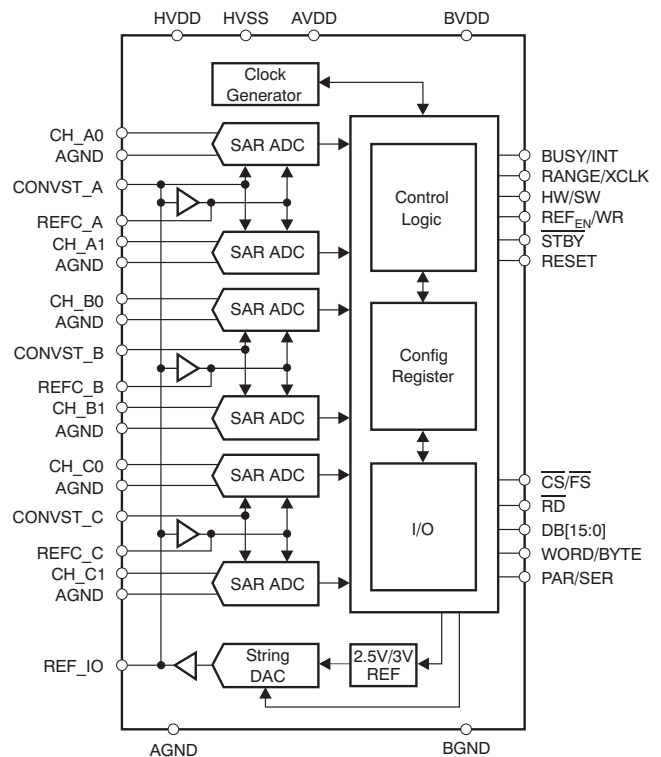 HVDD HVSS AVDD BVDD
Clock
Generator
CH_A0
AGND
CONVST_A
REFC_A
CH_A1
AGND
CH_B0
AGND
CONVST_B
REFC_B
CH_B1
AGND
CH_C0
AGND
CONVST_C
REFC_C
CH_C1
AGND
REF_IO
SAR ADC
SAR ADC
SAR ADC
SAR ADC
SAR ADC
SAR ADC
String
DAC
2.5V/3V
REF
Control
Logic
Config
Register
I/O
BUSY/INT
RANGE/XCLK
HW/SW
REF_EN/WR
STBY
RESET
CS/FS
RD
DB[15:0]
WORD/BYTE
PAR/SER
AGND BGND